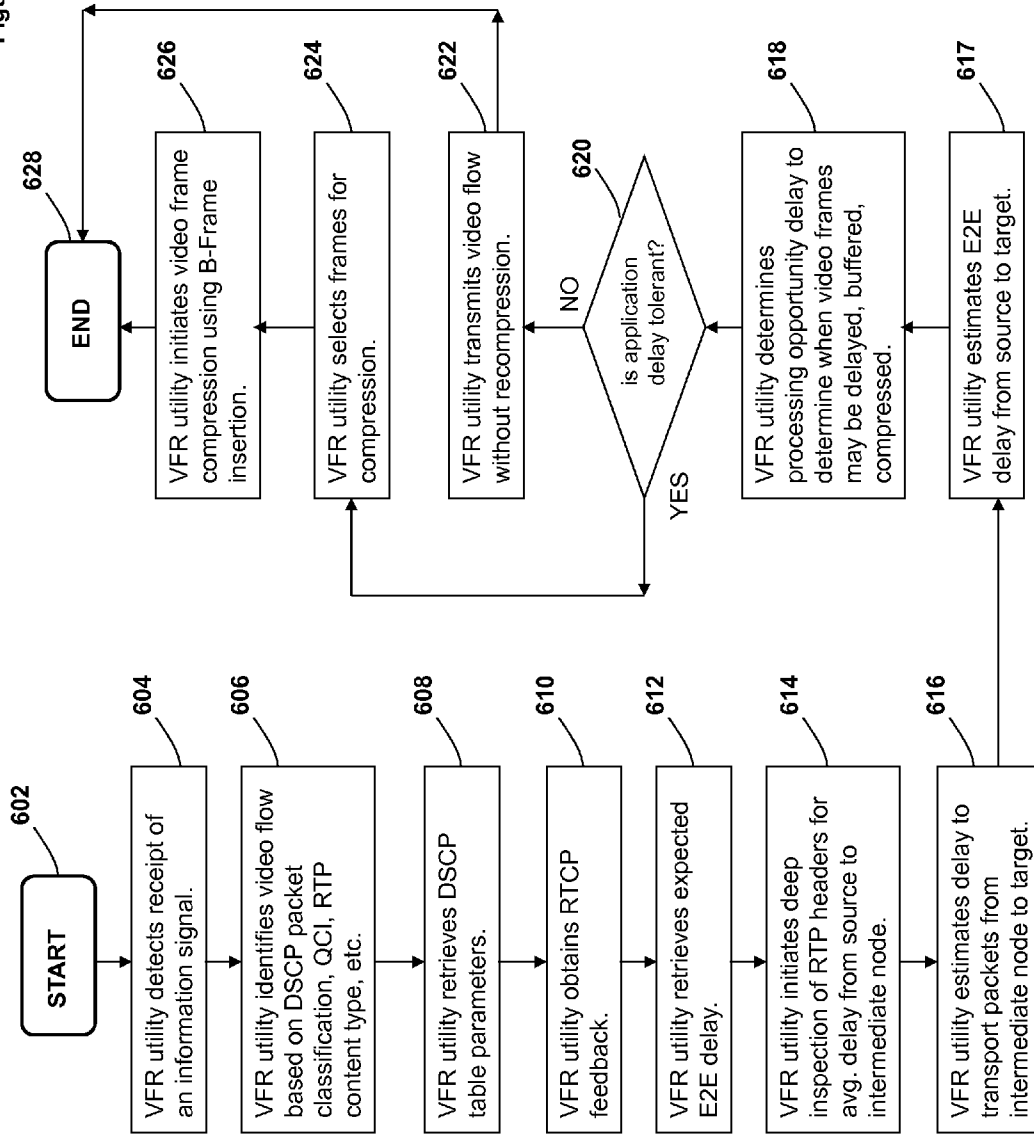 Figu
602
START
604
VFR utility detects receipt of
an information signal.
606
VFR utility identifies video flow
based on DSCP packet
classification, QCI, RTP
content type, etc.
608
VFR utility retrieves DSCP
table parameters.
610
VFR utility obtains RTCP
feedback.
612
VFR utility retrieves expected
E2E delay.
614
VFR utility initiates deep
inspection of RTP headers for
avg. delay from source to
intermediate node.
616
VFR utility estimates delay to
transport packets from
intermediate node to target.
617
VFR utility estimates E2E
delay from source to target.
618
VFR utility determines
processing opportunity delay to
determine when video frames
may be delayed, buffered,
compressed.
620
is application
delay tolerant?
YES
NO
622
VFR utility transmits video flow
without recompression.
624
VFR utility selects frames for
compression.
626
VFR utility initiates video frame
compression using B-Frame
insertion.
628
END